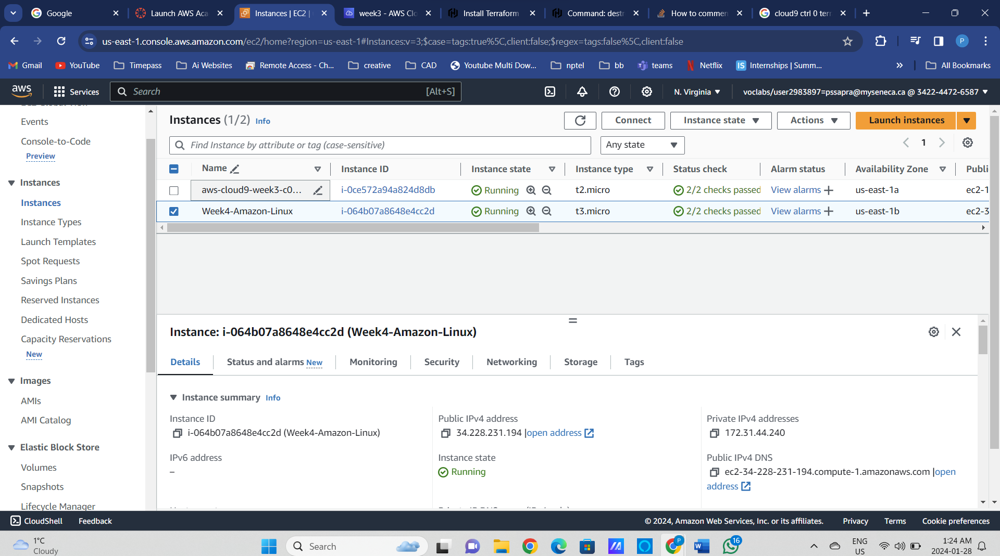 Google
Launch AWS Aca
Instances | EC2 |
week3 - AWS Clo
Install Terraform
Command: destr
How to commen
cloud9 ctrl 0 terr
us-east-1.console.aws.amazon.com/ec2/home?region=us-east-1#Instances:v=3;$case=tags:true%5C,client:false;$regex=tags:false%5C,client:false
P
Gmail
YouTube
Timepass
Ai Websites
Remote Access - Ch...
creative
CAD
Youtube Multi Dow...
nptel
bb
teams
Netflix
IS
Internships | Summ...
All Bookmarks
aws
Services
Search
[Alt+S]
N. Virginia
voclabs/user2983897=pssapra@myseneca.ca @ 3422-4472-6587
Events
Console-to-Code
Preview
Instances
Instances
Instance Types
Launch Templates
Spot Requests
Savings Plans
Reserved Instances
Dedicated Hosts
Capacity Reservations
New
Images
AMIs
AMI Catalog
Elastic Block Store
Volumes
Snapshots
Lifecycle Manager
Instances (1/2) Info
Connect
Instance state
Actions
Launch instances
Find Instance by attribute or tag (case-sensitive)
Any state
1
Name
Instance ID
Instance state
Instance type
Status check
Alarm status
Availability Zone
Publi
aws-cloud9-week3-c0...
i-0ce572a94a824d8db
Running
t2.micro
2/2 checks passed
View alarms
us-east-1a
ec2-1
Week4-Amazon-Linux
i-064b07a8648e4cc2d
Running
t3.micro
2/2 checks passed
View alarms
us-east-1b
ec2-3
Instance: i-064b07a8648e4cc2d (Week4-Amazon-Linux)
Details
Status and alarms New
Monitoring
Security
Networking
Storage
Tags
Instance summary Info
Instance ID
i-064b07a8648e4cc2d (Week4-Amazon-Linux)
Public IPv4 address
34.228.231.194 |open address
Private IPv4 addresses
172.31.44.240
IPv6 address
–
Instance state
Running
Public IPv4 DNS
ec2-34-228-231-194.compute-1.amazonaws.com |open
address
CloudShell
Feedback
© 2024, Amazon Web Services, Inc. or its affiliates.
Privacy
Terms
Cookie preferences
1°C
Cloudy
Search
P
16
ENG
US
1:24 AM
2024-01-28